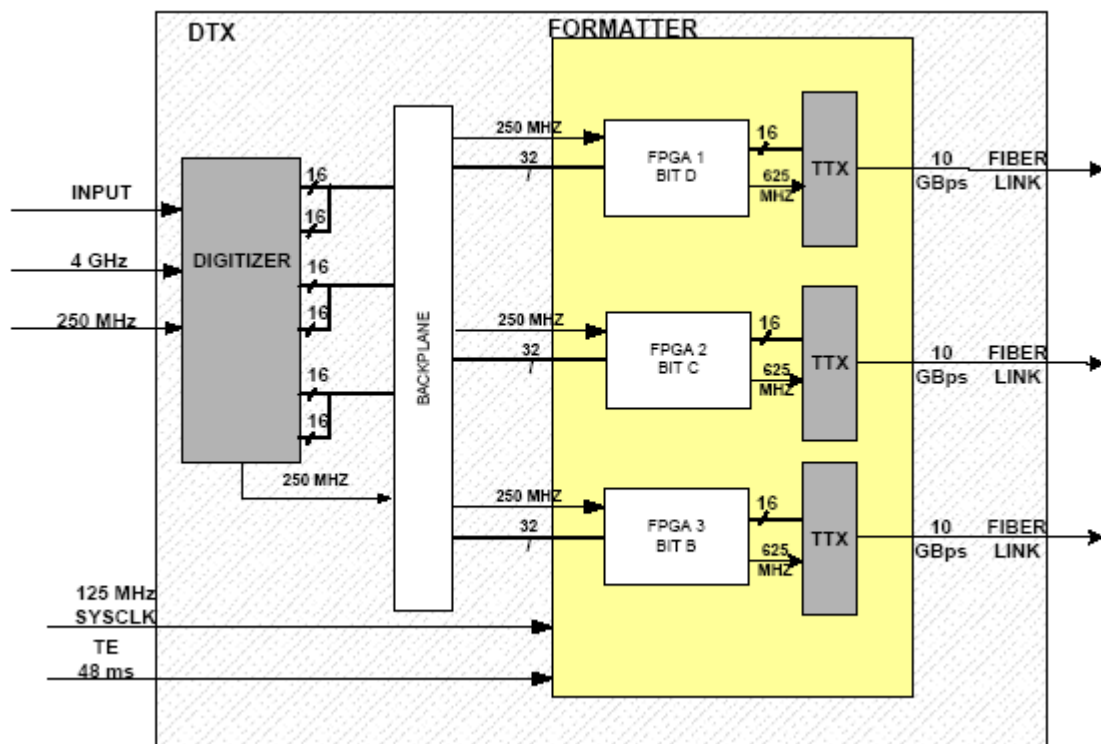 DTX
FORMATTER
INPUT
4 GHz
250 MHz
DIGITIZER
16
16
16
16
16
16
250 MHZ
BACKPLANE
250 MHZ
32
FPGA 1
BIT D
16
625
MHZ
TTX
10
GBps
FIBER
LINK
250 MHZ
32
FPGA 2
BIT C
16
625
MHZ
TTX
10
GBps
FIBER
LINK
250 MHZ
32
FPGA 3
BIT B
16
625
MHZ
TTX
10
GBps
FIBER
LINK
125 MHz
SYSCLK
TE
48 ms